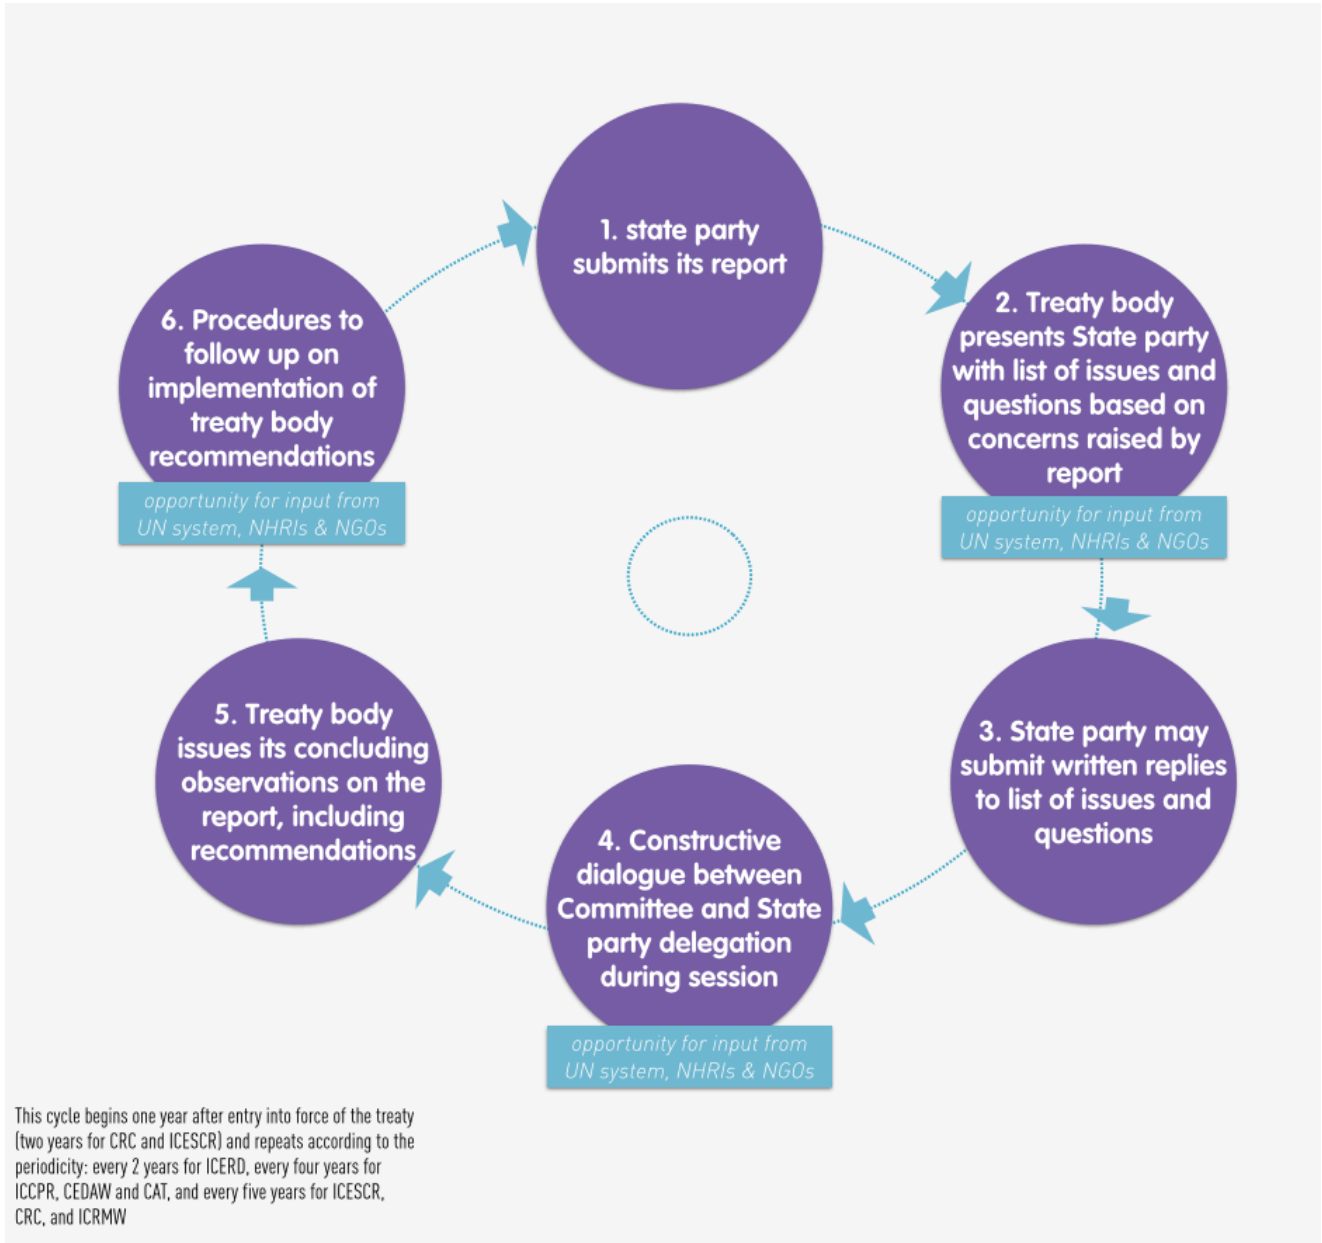 1. state party
submits its report
2. Treaty body
presents State party
with list of issues and
questions based on
concerns raised by
report
opportunity for input from
UN system, NHRIs & NGOs
3. State party may
submit written replies
to list of issues and
questions
4. Constructive
dialogue between
Committee and State
party delegation
during session
opportunity for input from
UN system, NHRIs & NGOs
5. Treaty body
issues its concluding
observations on the
report, including
recommendations
6. Procedures to
follow up on
implementation of
treaty body
recommendations
opportunity for input from
UN system, NHRIs & NGOs
This cycle begins one year after entry into force of the treaty
(two years for CRC and ICESCR) and repeats according to the
periodicity: every 2 years for ICERD, every four years for
ICCPR, CEDAW and CAT, and every five years for ICESCR,
CRC, and ICRMW